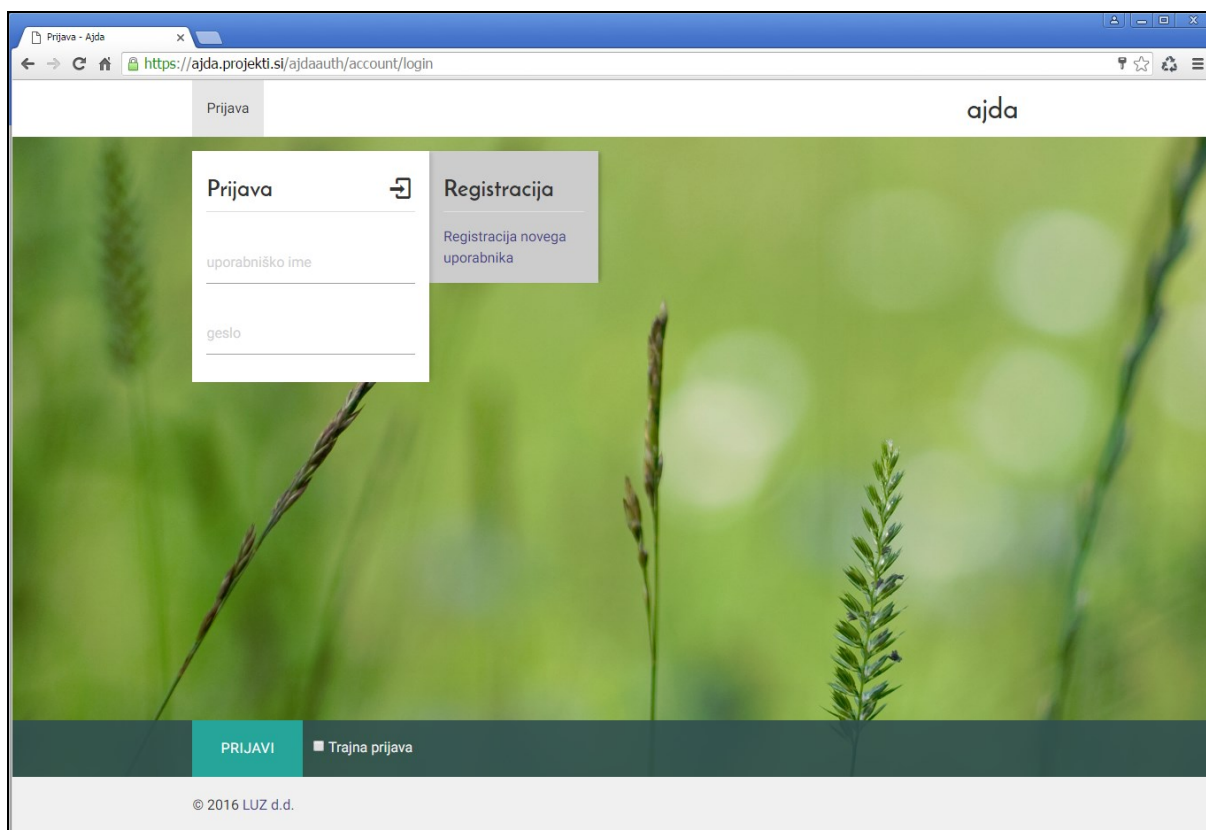 Prijava - Ajda
https://ajda.projekti.si/ajdaauth/account/login
Prijava
ajda
Prijava
Registracija
Registracija novega
uporabnika
uporabniško ime
geslo
PRIJAVI
Trajna prijava
© 2016 LUZ d.d.